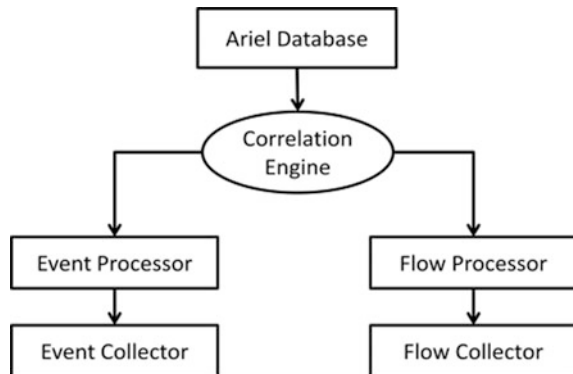 Ariel Database
Correlation
Engine
Event Processor
Flow Processor
Event Collector
Flow Collector